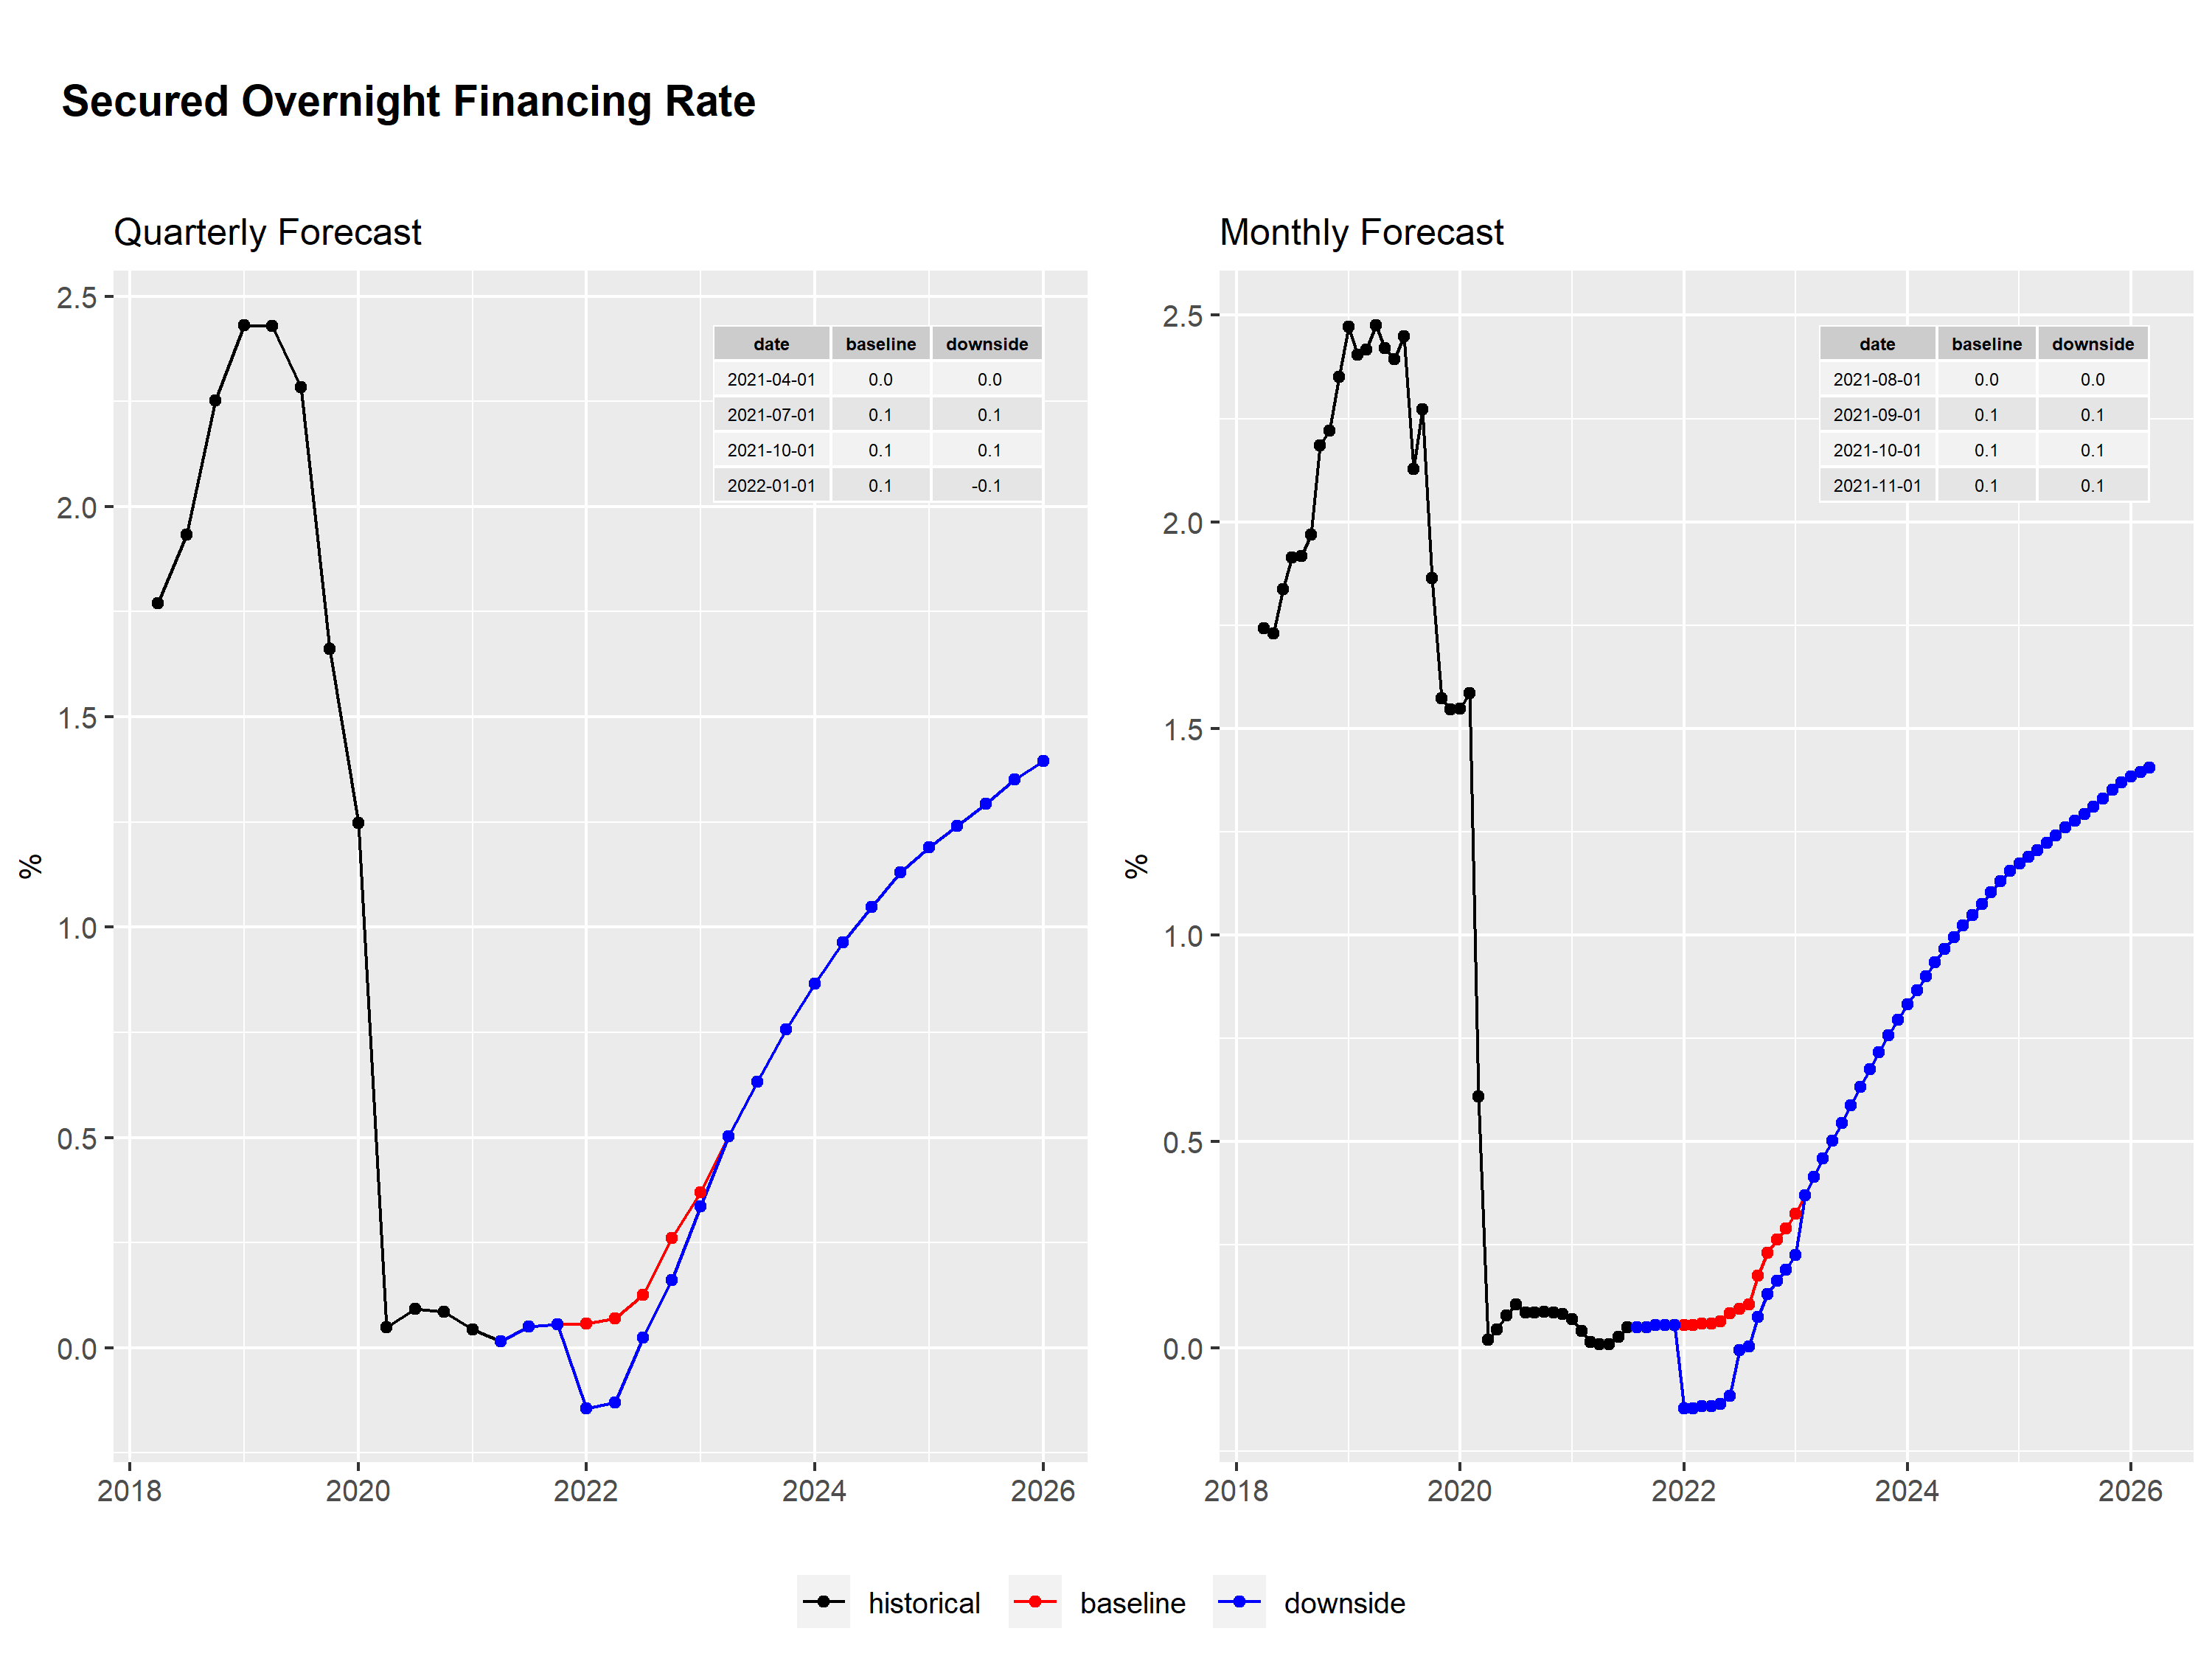 Secured Overnight Financing Rate
Quarterly Forecast
%
2.5
2.0
1.5
1.0
0.5
0.0
2018 2020 2022 2024 2026
date baseline downside
2021-04-01 0.0 0.0
2021-07-01 0.1 0.1
2021-10-01 0.1 0.1
2022-01-01 0.1 -0.1
Monthly Forecast
%
2.5
2.0
1.5
1.0
0.5
0.0
2018 2020 2022 2024 2026
date baseline downside
2021-08-01 0.0 0.0
2021-09-01 0.1 0.1
2021-10-01 0.1 0.1
2021-11-01 0.1 0.1
historical baseline downside